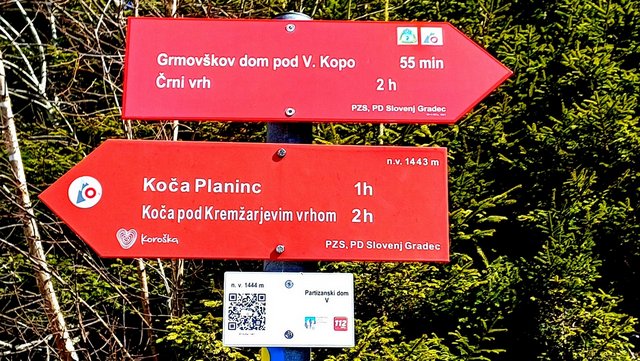 Grmovškov dom pod V. Kopo 55 min
Črni vrh 2 h
PZS, PD Slovenj Gradec
n.v. 1443 m
Koča Planinc 1h
Koča pod Kremžarjevim vrhom 2h
Koroška
PZS, PD Slovenj Gradec
n. v. 1444 m
Partizanski dom
V
112